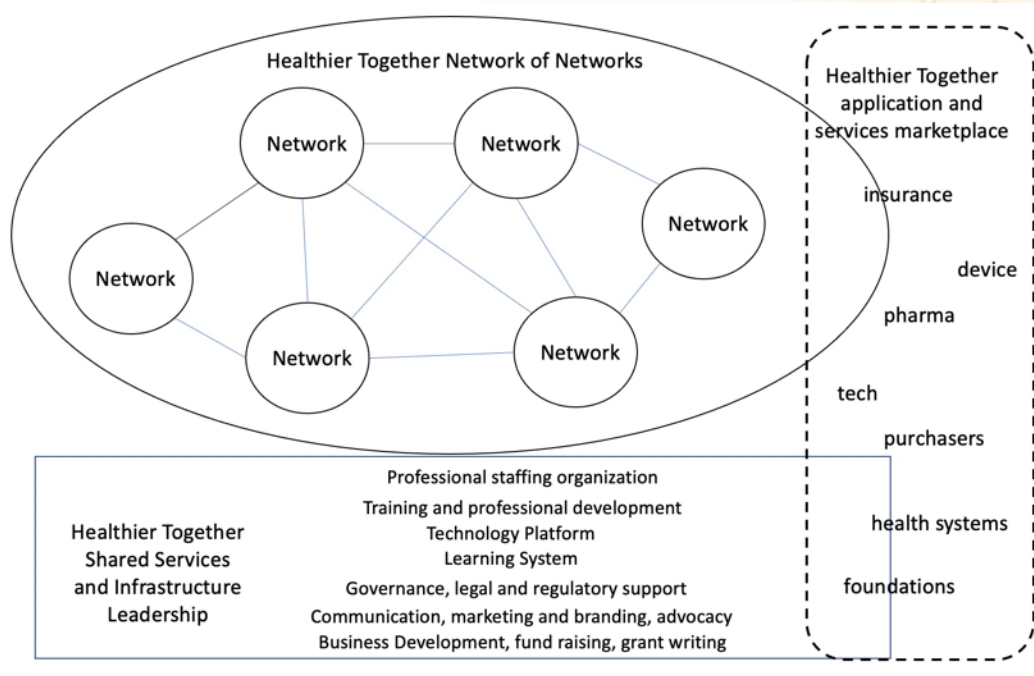 Healthier Together Network of Networks
Network
Network
Network
Network
Network
Network
Healthier Together
application and
services marketplace
insurance
device
pharma
tech
purchasers
health systems
foundations
Healthier Together
Shared Services
and Infrastructure
Leadership
Professional staffing organization
Training and professional development
Technology Platform
Learning System
Governance, legal and regulatory support
Communication, marketing and branding, advocacy
Business Development, fund raising, grant writing